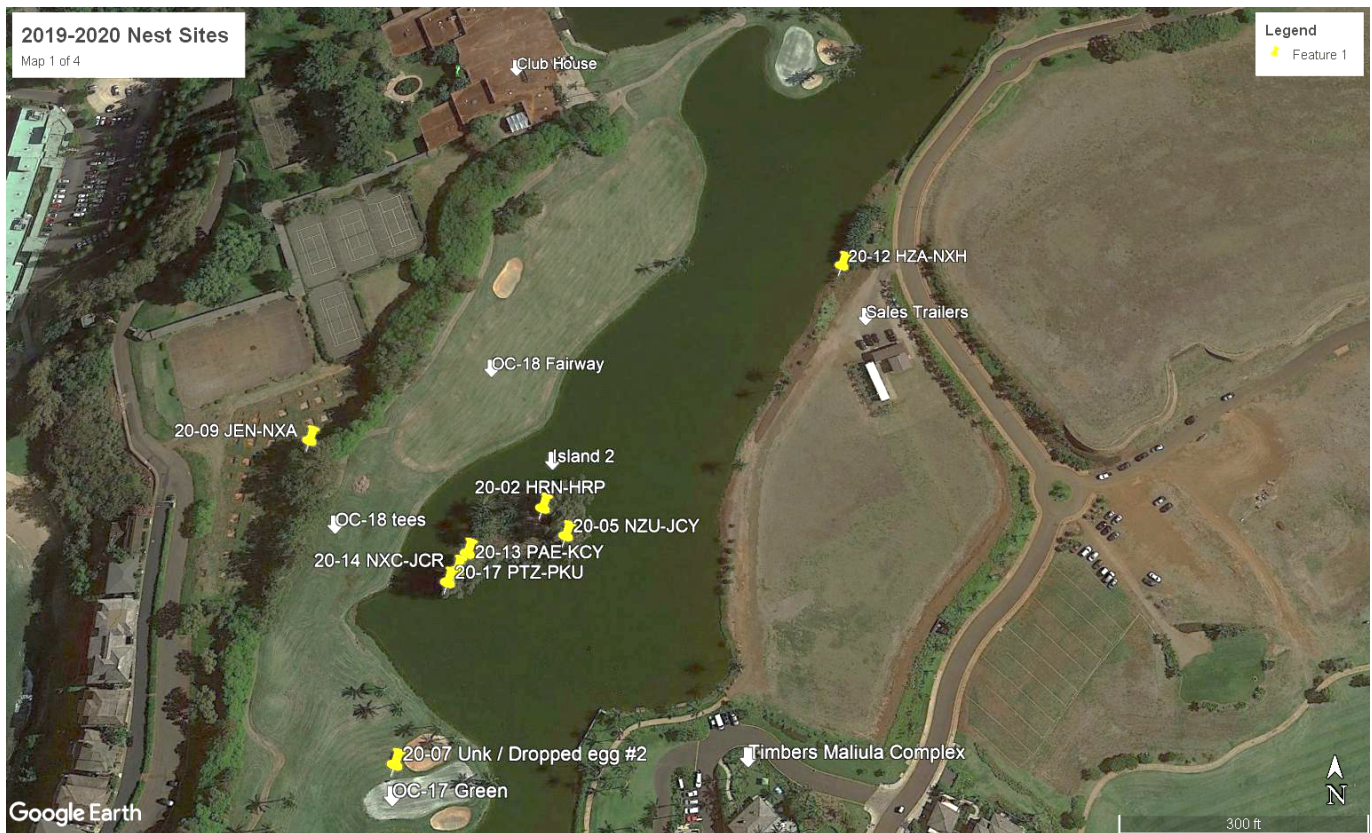 2019-2020 Nest Sites
Map 1 of 4
Legend
Feature 1
Club House
20-12 HZA-NXH
Sales Trailers
OC-18 Fairway
20-09 JEN-NXA
Island 2
20-02 HRN-HRP
OC-18 tees
20-05 NZU-JCY
20-13 PAE-KCY
20-14 NXC-JCR
20-17 PTZ-PKU
20-07 Unk / Dropped egg #2
Timbers Maliula Complex
OC-17 Green
Google Earth
N
300 ft